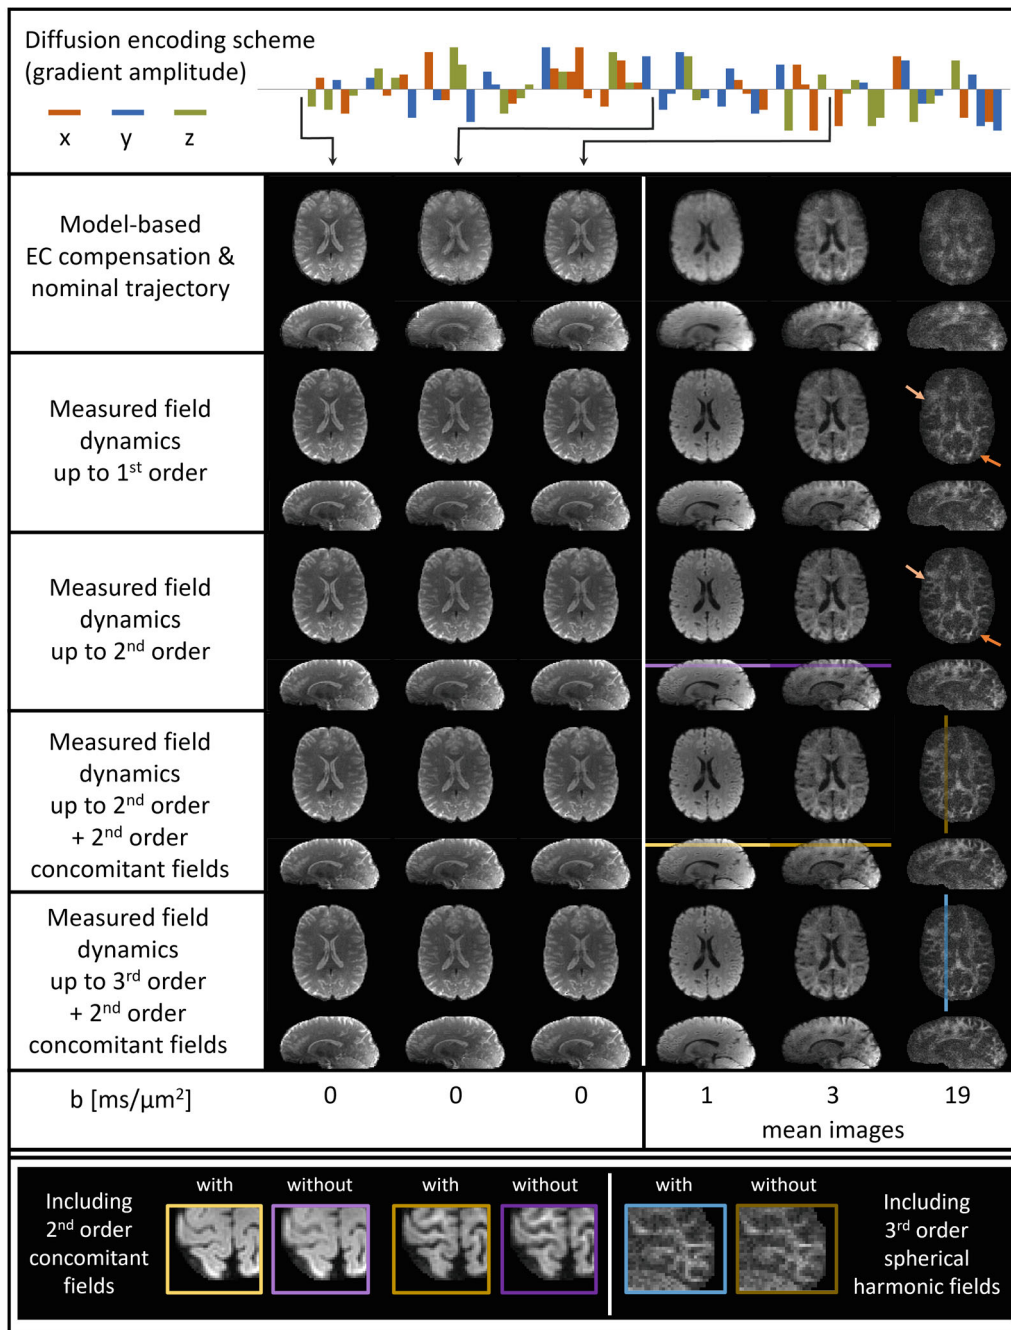 Diffusion encoding scheme
(gradient amplitude)
x y z
Model-based
EC compensation &
nominal trajectory
Measured field
dynamics
up to 1st order
Measured field
dynamics
up to 2nd order
Measured field
dynamics
up to 2nd order
+ 2nd order
concomitant fields
Measured field
dynamics
up to 3rd order
+ 2nd order
concomitant fields
b [ms/μm²] 0 0 0 1 3 19
mean images
Including
2nd order
concomitant
fields
with without with without
with without
Including
3rd order
spherical
harmonic fields